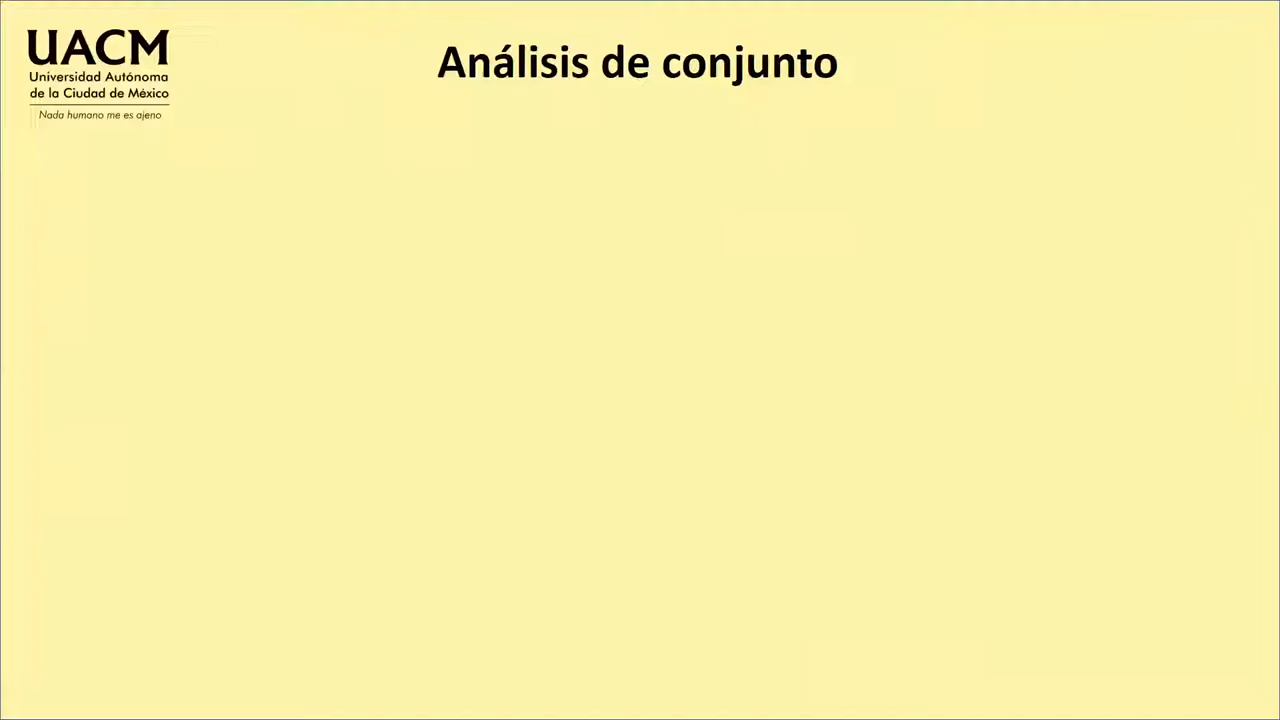 UACM
Universidad Autónoma
de la Ciudad de México
Nada humano me es ajeno
Análisis de conjunto